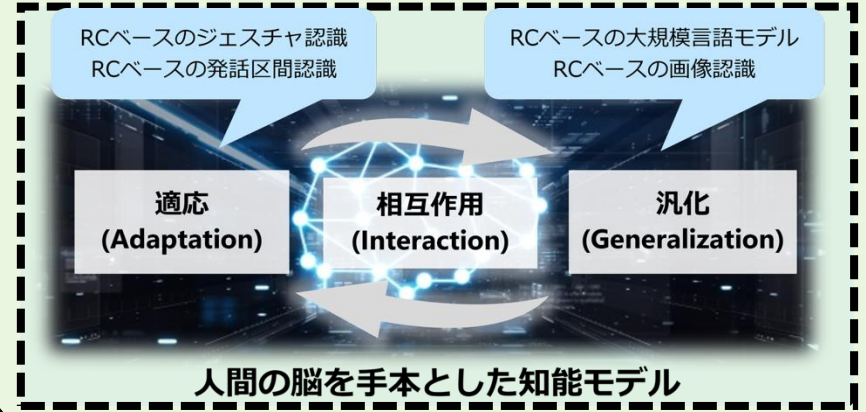 RCベースのジェスチャ認識
RCベースの発話区間認識
RCベースの大規模言語モデル
RCベースの画像認識
適応
(Adaptation)
相互作用
(Interaction)
汎化
(Generalization)
人間の脳を手本とした知能モデル